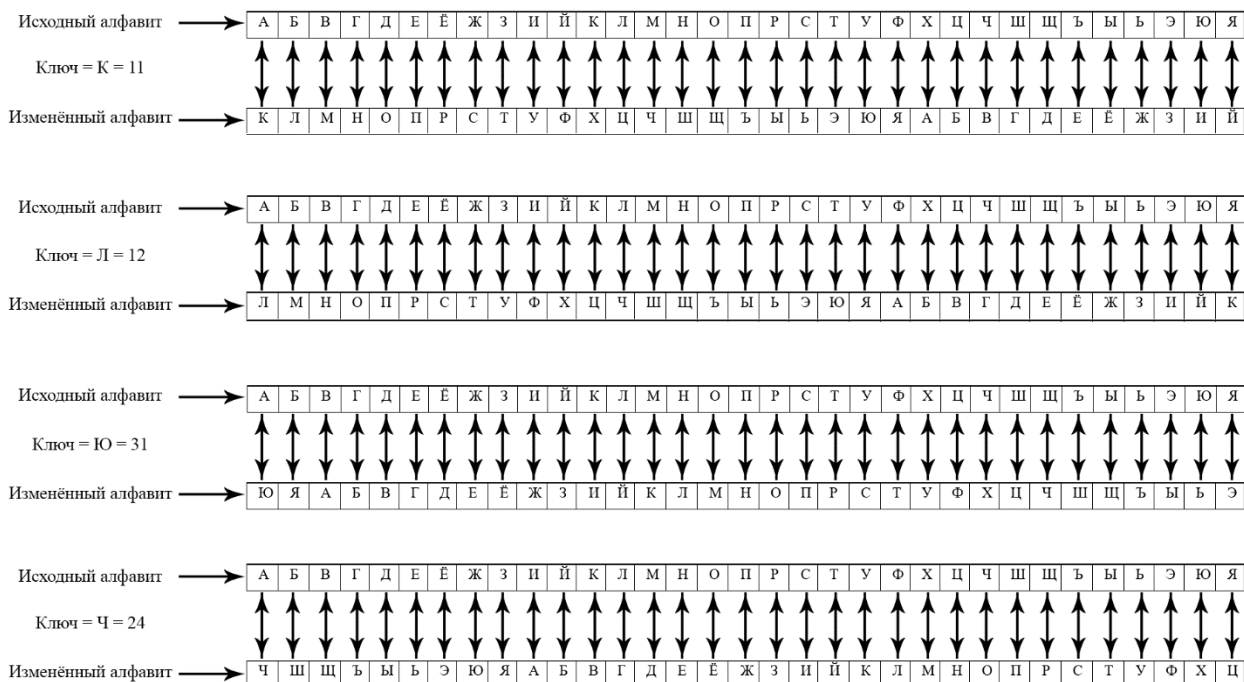 Исходный алфавит А Б В Г Д Е Ё Ж З И Й К Л М Н О П Р С Т У Ф Х Ц Ч Ш Щ Ъ Ы Ь Э Ю Я
Ключ = К = 11
Изменённый алфавит К Л М Н О П Р С Т У Ф Х Ц Ч Ш Щ Ъ Ы Ь Э Ю Я А Б В Г Д Е Ё Ж З И Й
Исходный алфавит А Б В Г Д Е Ё Ж З И Й К Л М Н О П Р С Т У Ф Х Ц Ч Ш Щ Ъ Ы Ь Э Ю Я
Ключ = Л = 12
Изменённый алфавит Л М Н О П Р С Т У Ф Х Ц Ч Ш Щ Ъ Ы Ь Э Ю Я А Б В Г Д Е Ё Ж З И Й К
Исходный алфавит А Б В Г Д Е Ё Ж З И Й К Л М Н О П Р С Т У Ф Х Ц Ч Ш Щ Ъ Ы Ь Э Ю Я
Ключ = Ю = 31
Изменённый алфавит Ю Я А Б В Г Д Е Ё Ж З И Й К Л М Н О П Р С Т У Ф Х Ц Ч Ш Щ Ъ Ы Ь Э
Исходный алфавит А Б В Г Д Е Ё Ж З И Й К Л М Н О П Р С Т У Ф Х Ц Ч Ш Щ Ъ Ы Ь Э Ю Я
Ключ = Ч = 24
Изменённый алфавит Ч Ш Щ Ъ Ы Ь Э Ю Я А Б В Г Д Е Ё Ж З И Й К Л М Н О П Р С Т У Ф Х Ц